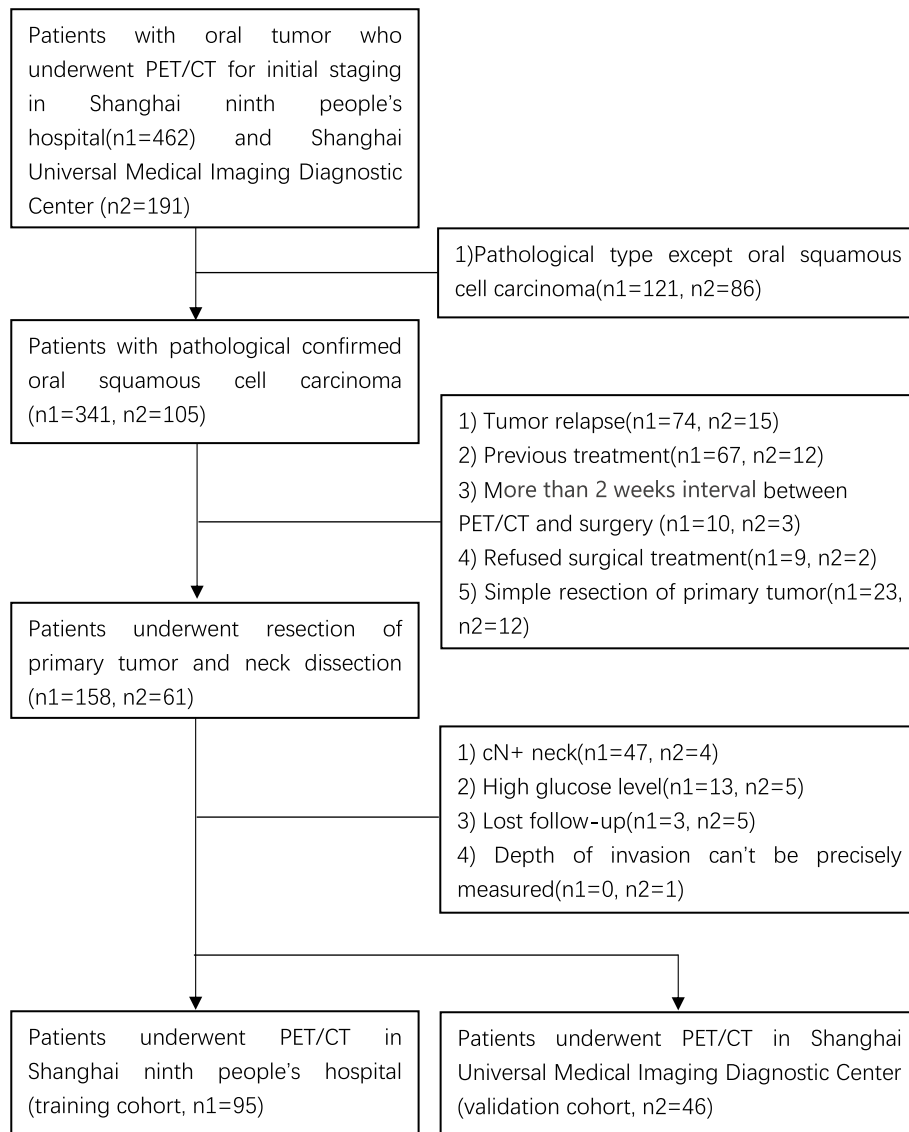 Patients with oral tumor who
underwent PET/CT for initial staging
in Shanghai ninth people's
hospital(n1=462) and Shanghai
Universal Medical Imaging Diagnostic
Center (n2=191)
1)Pathological type except oral squamous
cell carcinoma(n1=121, n2=86)
Patients with pathological confirmed
oral squamous cell carcinoma
(n1=341, n2=105)
1) Tumor relapse(n1=74, n2=15)
2) Previous treatment(n1=67, n2=12)
3) More than 2 weeks interval between
PET/CT and surgery (n1=10, n2=3)
4) Refused surgical treatment(n1=9, n2=2)
5) Simple resection of primary tumor(n1=23,
n2=12)
Patients underwent resection of
primary tumor and neck dissection
(n1=158, n2=61)
1) cN+ neck(n1=47, n2=4)
2) High glucose level(n1=13, n2=5)
3) Lost follow-up(n1=3, n2=5)
4) Depth of invasion can't be precisely
measured(n1=0, n2=1)
Patients underwent PET/CT in
Shanghai ninth people's hospital
(training cohort, n1=95)
Patients underwent PET/CT in Shanghai
Universal Medical Imaging Diagnostic Center
(validation cohort, n2=46)